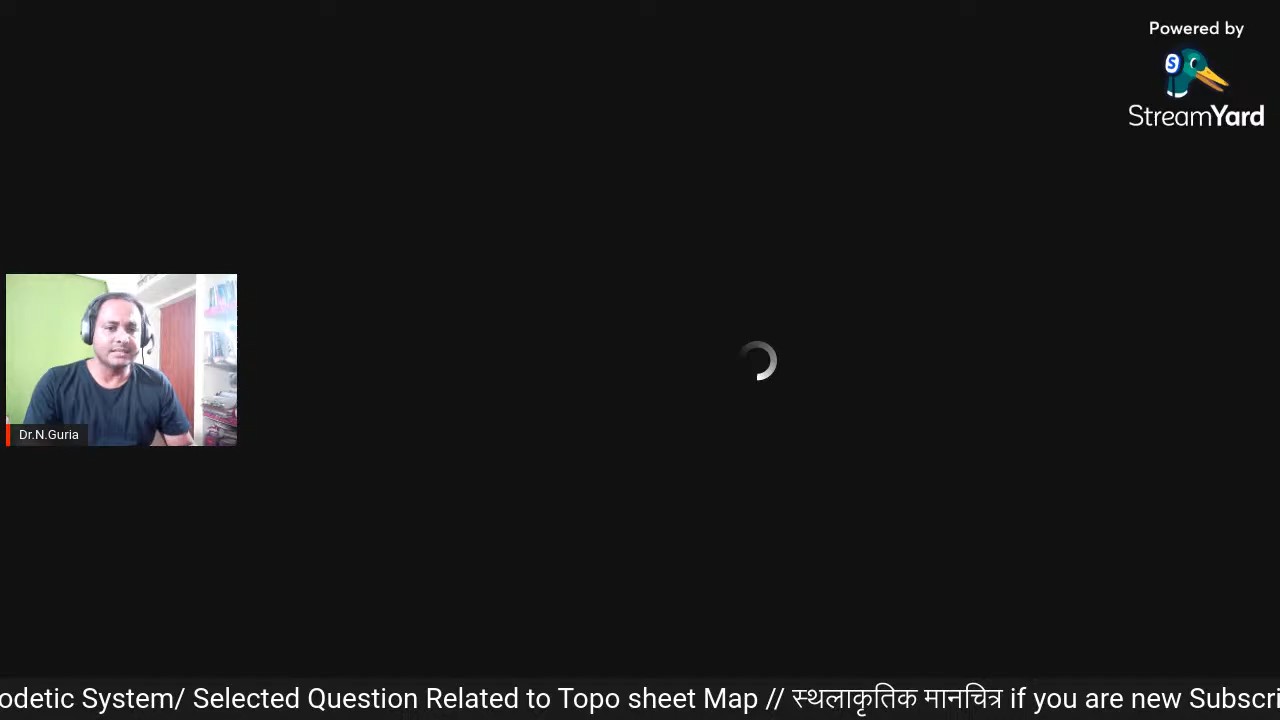 Powered by
S
StreamYard
Dr.N.Guria
odetic System/ Selected Question Related to Topo sheet Map // स्थलाकृतिक मानचित्र if you are new Subscri